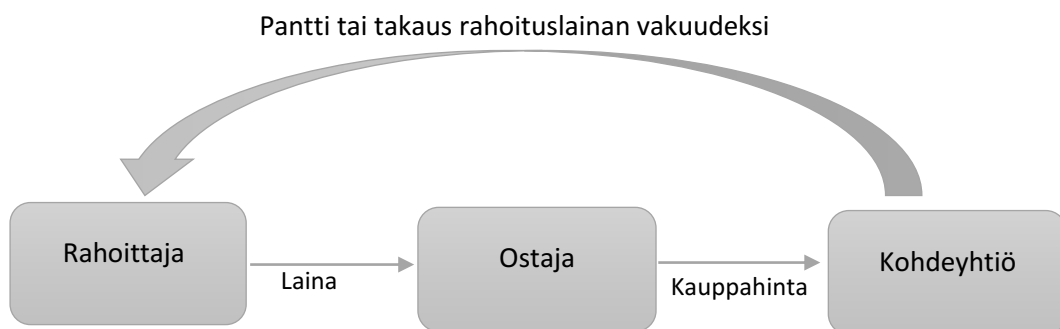 Pantti tai takaus rahoituslainan vakuudeksi
Rahoittaja
Laina
Ostaja
Kauppahinta
Kohdeyhtiö